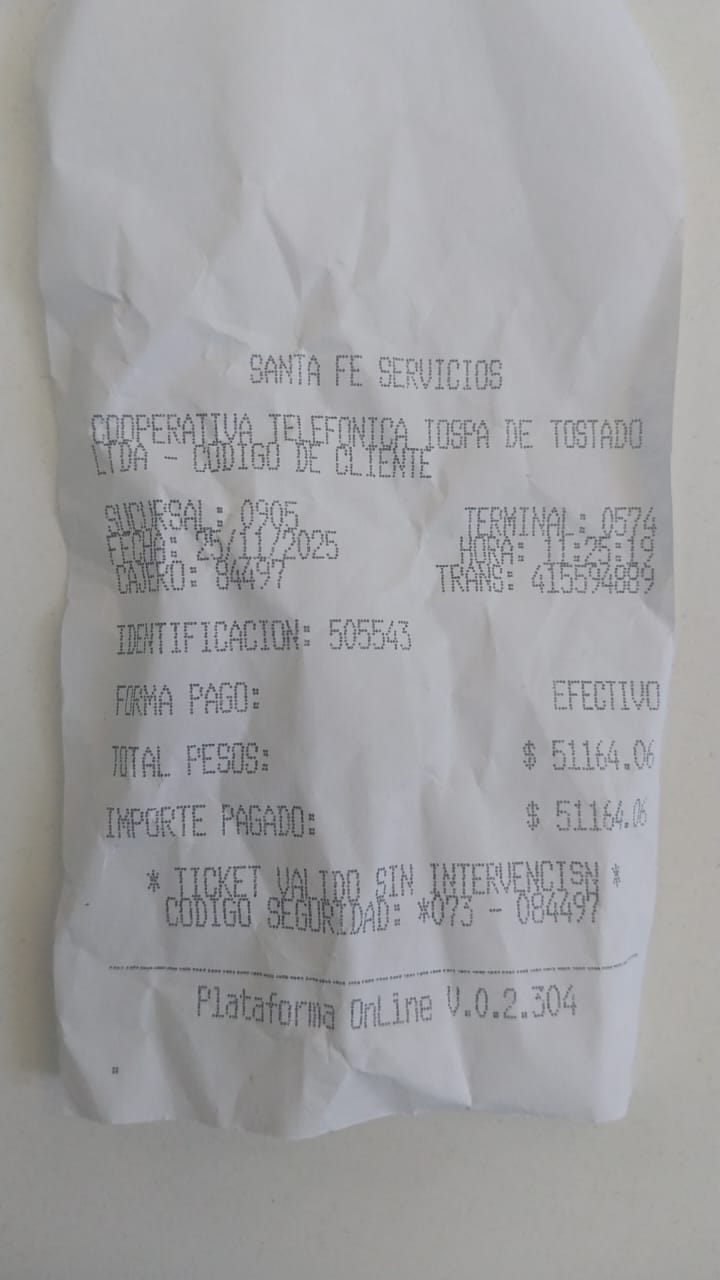 SANTA FE SERVICIOS
COOPERATIVA TELEFONICA IOSPA DE TOSTADO
LTDA - CODIGO DE CLIENTE
SUCURSAL: 0905 TERMINAL: 0574
FECHA: 25/11/2025 HORA: 11:25:19
CAJERO: 84497 TRANS: 415594889
IDENTIFICACION: 505543
FORMA PAGO: EFECTIVO
TOTAL PESOS: $ 51164.06
IMPORTE PAGADO: $ 51164.06
* TICKET VALIDO SIN INTERVENCISN *
CODIGO SEGURIDAD: *073 - 084497
Plataforma OnLine V.0.2.304